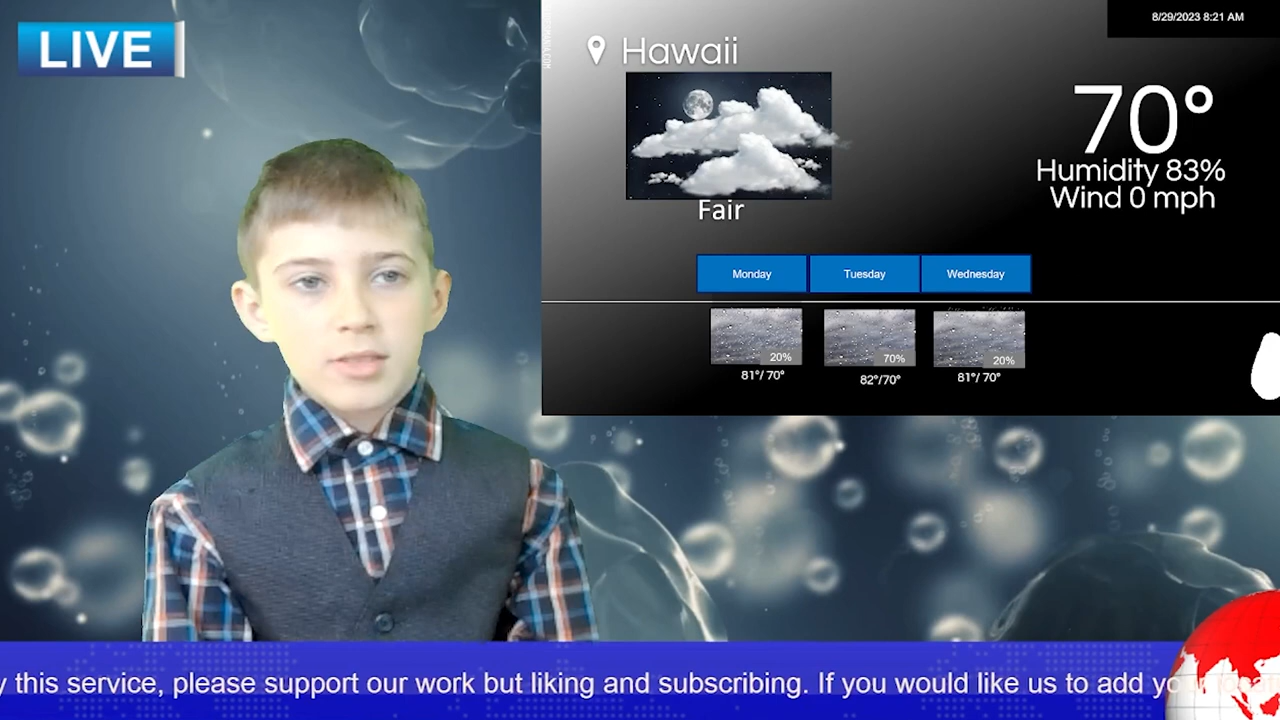 LIVE
8/29/2023 8:21 AM
Hawaii
70°
Humidity 83%
Wind 0 mph
Fair
Monday
Tuesday
Wednesday
20%
70%
20%
81°/ 70°
82°/70°
81°/ 70°
y this service, please support our work but liking and subscribing. If you would like us to add